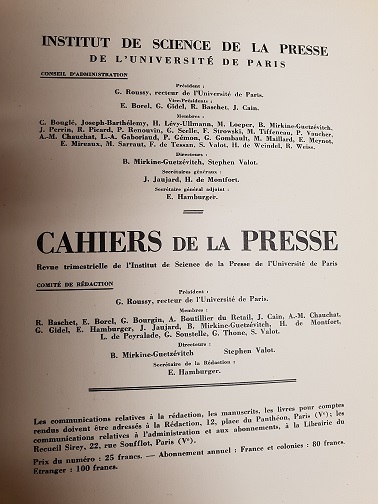 INSTITUT DE SCIENCE DE LA PRESSE
DE L'UNIVERSITÉ DE PARIS
CONSEIL D'ADMINISTRATION
Président :
G. Roussy, recteur de l'Université de Paris.
Vice-Présidents :
E. Borel, G. Gidel, R. Baschet, J. Cain.
Membres :
C. Bouglé, Joseph-Barthélemy, H. Lévy-Ullmann, M. Loeper, B. Mirkine-Guetzévitch,
J. Perrin, R. Picard, P. Renouvin, G. Scelle, F. Strowski, M. Tiffeneau, P. Vaucher,
A.-M. Chauchat, L.-A. Gaboriaud, P. Gémon, G. Gombault, M. Maillard, E. Meynot,
E. Mireaux, M. Sarraut, F. de Tessan, S. Valot, H. de Weindel, R. Weiss.
Directeurs :
B. Mirkine-Guetzévitch, Stephen Valot.
Secrétaires généraux :
J. Jaujard, H. de Montfort.
Secrétaire général adjoint :
E. Hamburger.
CAHIERS DE LA PRESSE
Revue trimestrielle de l'Institut de Science de la Presse de l'Université de Paris
COMITÉ DE RÉDACTION
Président :
G. Roussy, recteur de l'Université de Paris.
Membres :
R. Baschet, E. Borel, G. Bourgin, A. Boutillier du Retail, J. Cain, A.-M. Chauchat,
G. Gidel, E. Hamburger, J. Jaujard, B. Mirkine-Guetzévitch, H. de Montfort,
L. de Peyralade, G. Soustelle, G. Thone, S. Valot.
Directeurs :
B. Mirkine-Guetzévitch Stephen Valot.
Secrétaire de la Rédaction :
E. Hamburger.
Les communications relatives à la rédaction, les manuscrits, les livres pour comptes
rendus doivent être adressés à la Rédaction, 12, place du Panthéon, Paris (Vᵉ) ; les
communications relatives à l'administration et aux abonnements, à la Librairie du
Recueil Sirey, 22, rue Soufflot, Paris (Vᵉ).
Prix du numéro : 25 francs. — Abonnement annuel : France et colonies : 80 francs.
Etranger : 100 francs.